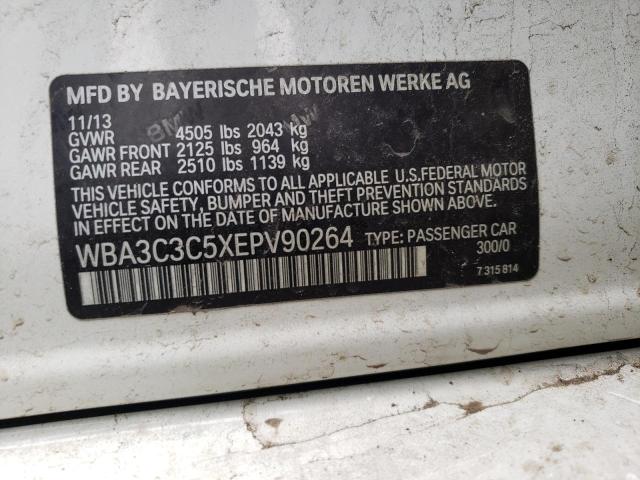 MFD BY BAYERISCHE MOTOREN WERKE AG
11/13
GVWR 4505 lbs 2043 kg
GAWR FRONT 2125 lbs 964 kg
GAWR REAR 2510 lbs 1139 kg
THIS VEHICLE CONFORMS TO ALL APPLICABLE U.S.FEDERAL MOTOR
VEHICLE SAFETY, BUMPER, AND THEFT PREVENTION STANDARDS
IN EFFECT ON THE DATE OF MANUFACTURE SHOWN ABOVE.
WBA3C3C5XEPV90264 TYPE: PASSENGER CAR
300/0
7 315 814